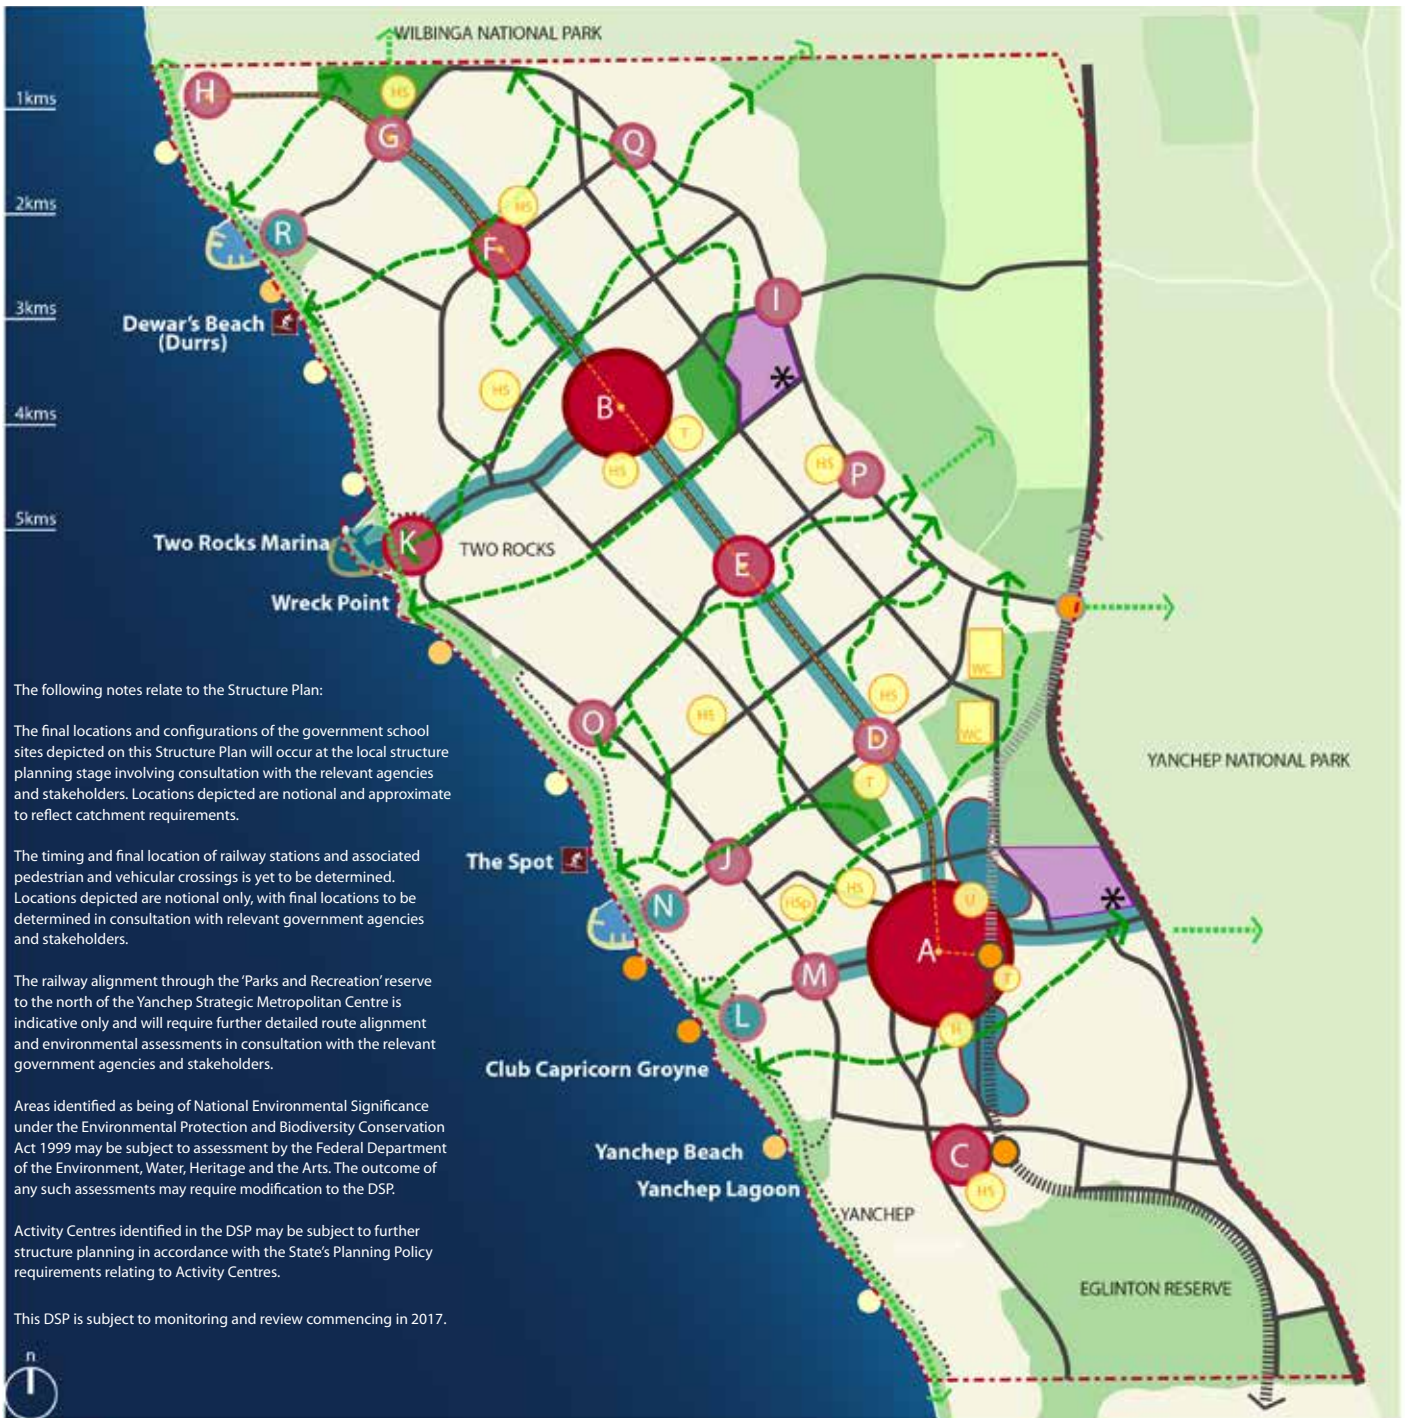 WILBINGA NATIONAL PARK
1kms
H
HS
G
Q
2kms
HS
R
F
3kms
I
Dewar's Beach
(Durrs)
*
HS
B
4kms
T
HS
HS
P
5kms
K
Two Rocks Marina
TWO ROCKS
E
Wreck Point
WC
The following notes relate to the Structure Plan:
HS
HS
O
WC
D
The final locations and configurations of the government school
sites depicted on this Structure Plan will occur at the local structure
planning stage involving consultation with the relevant agencies
and stakeholders. Locations depicted are notional and approximate
to reflect catchment requirements.
YANCHEP NATIONAL PARK
T
The timing and final location of railway stations and associated
pedestrian and vehicular crossings is yet to be determined.
Locations depicted are notional only, with final locations to be
determined in consultation with relevant government agencies
and stakeholders.
The Spot
J
HS
HSp
U
*
N
A
M
T
The railway alignment through the 'Parks and Recreation' reserve
to the north of the Yanchep Strategic Metropolitan Centre is
indicative only and will require further detailed route alignment
and environmental assessments in consultation with the relevant
government agencies and stakeholders.
L
Club Capricorn Groyne
Areas identified as being of National Environmental Significance
under the Environmental Protection and Biodiversity Conservation
Act 1999 may be subject to assessment by the Federal Department
of the Environment, Water, Heritage and the Arts. The outcome of
any such assessments may require modification to the DSP.
Yanchep Beach
C
Yanchep Lagoon
HS
YANCHEP
Activity Centres identified in the DSP may be subject to further
structure planning in accordance with the State's Planning Policy
requirements relating to Activity Centres.
EGLINTON RESERVE
This DSP is subject to monitoring and review commencing in 2017.
n